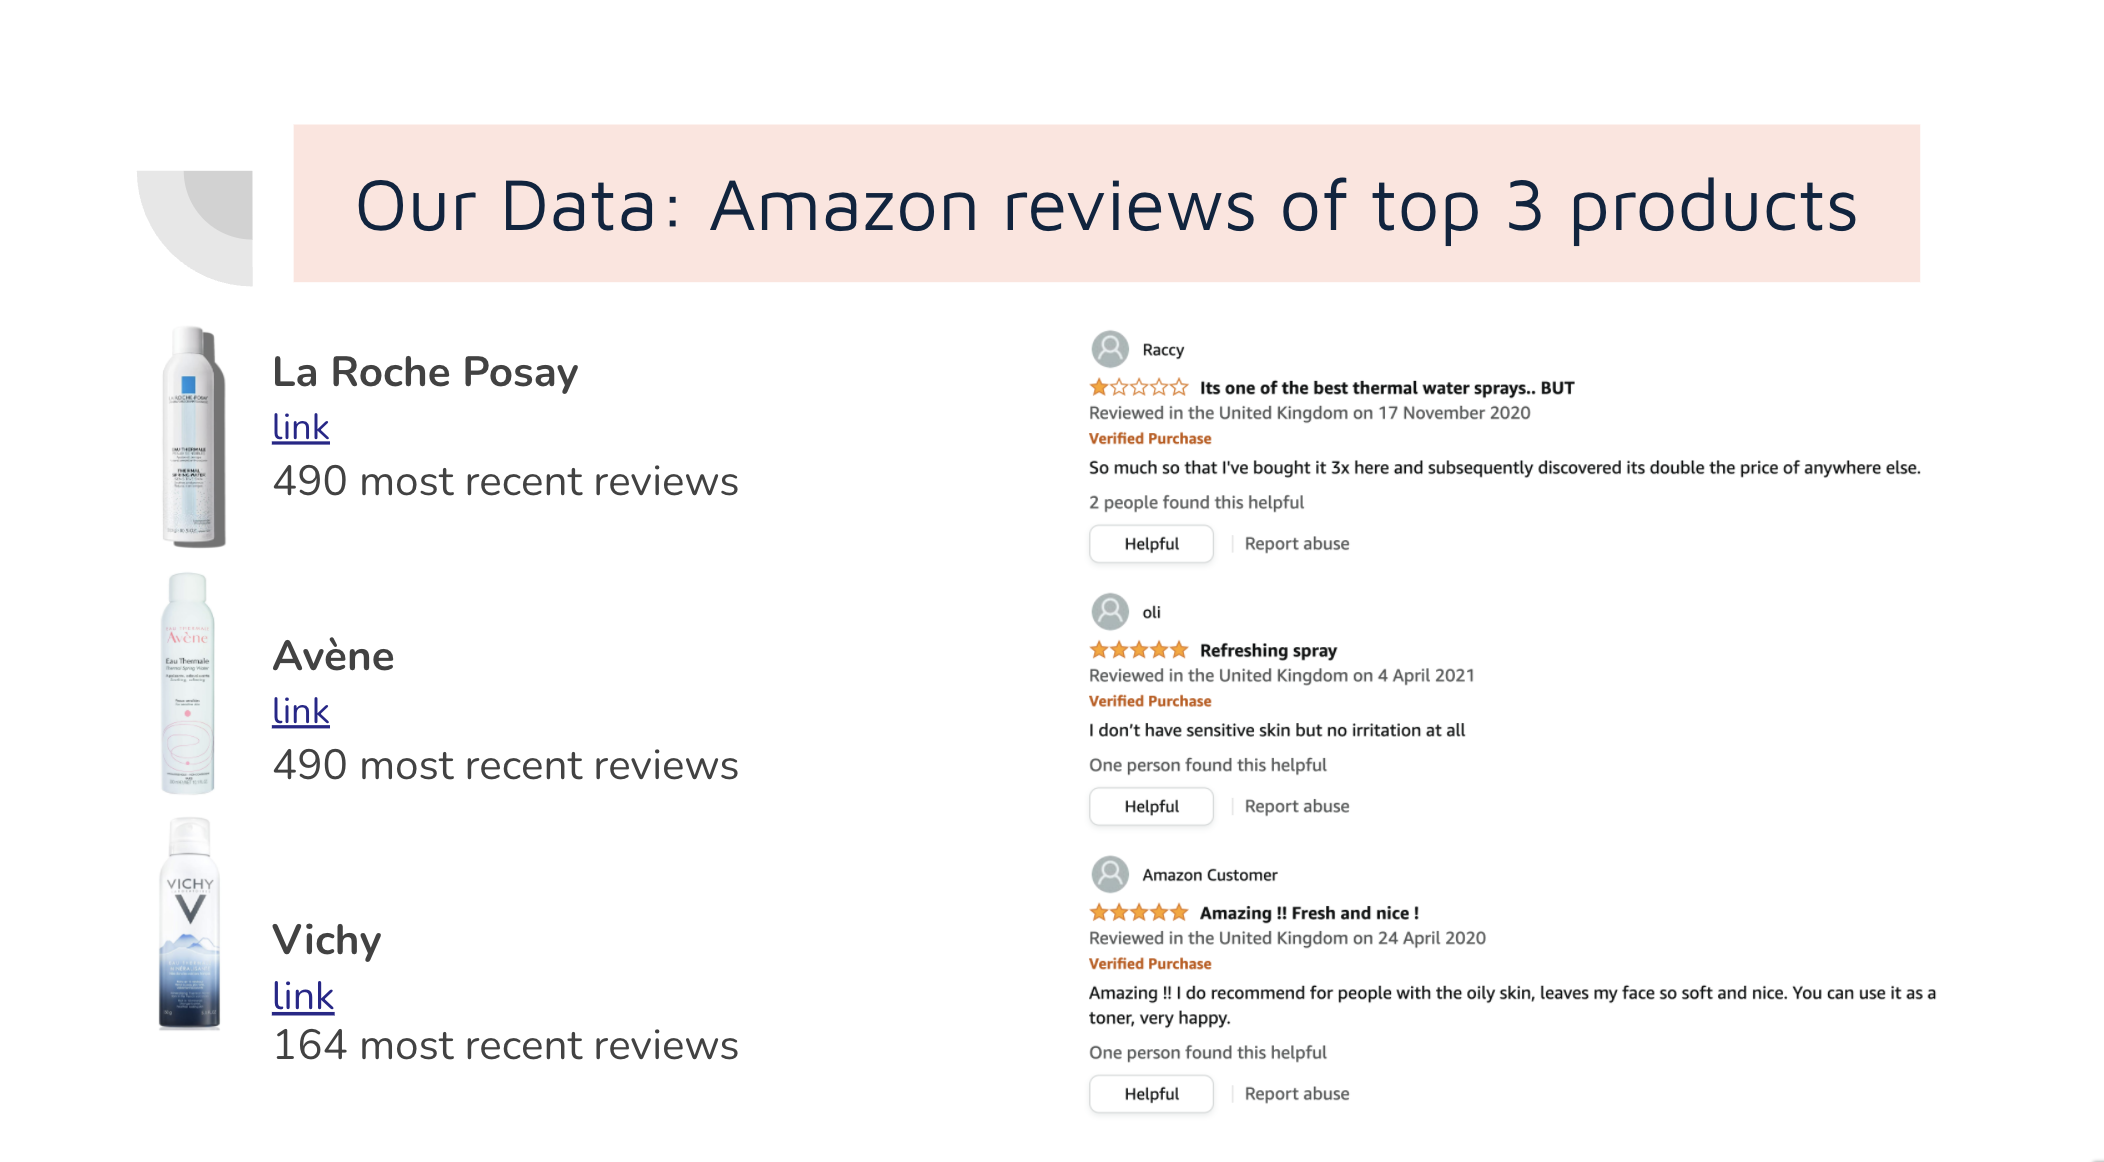 Our Data: Amazon reviews of top 3 products
La Roche Posay
link
490 most recent reviews
Avène
Eau Thermale
Avène
link
490 most recent reviews
VICHY
V
Vichy
link
164 most recent reviews
Raccy
Its one of the best thermal water sprays.. BUT
Reviewed in the United Kingdom on 17 November 2020
Verified Purchase
So much so that I've bought it 3x here and subsequently discovered its double the price of anywhere else.
2 people found this helpful
Helpful
Report abuse
oli
Refreshing spray
Reviewed in the United Kingdom on 4 April 2021
Verified Purchase
I don’t have sensitive skin but no irritation at all
One person found this helpful
Helpful
Report abuse
Amazon Customer
Amazing !! Fresh and nice !
Reviewed in the United Kingdom on 24 April 2020
Verified Purchase
Amazing !! I do recommend for people with the oily skin, leaves my face so soft and nice. You can use it as a
toner, very happy.
One person found this helpful
Helpful
Report abuse